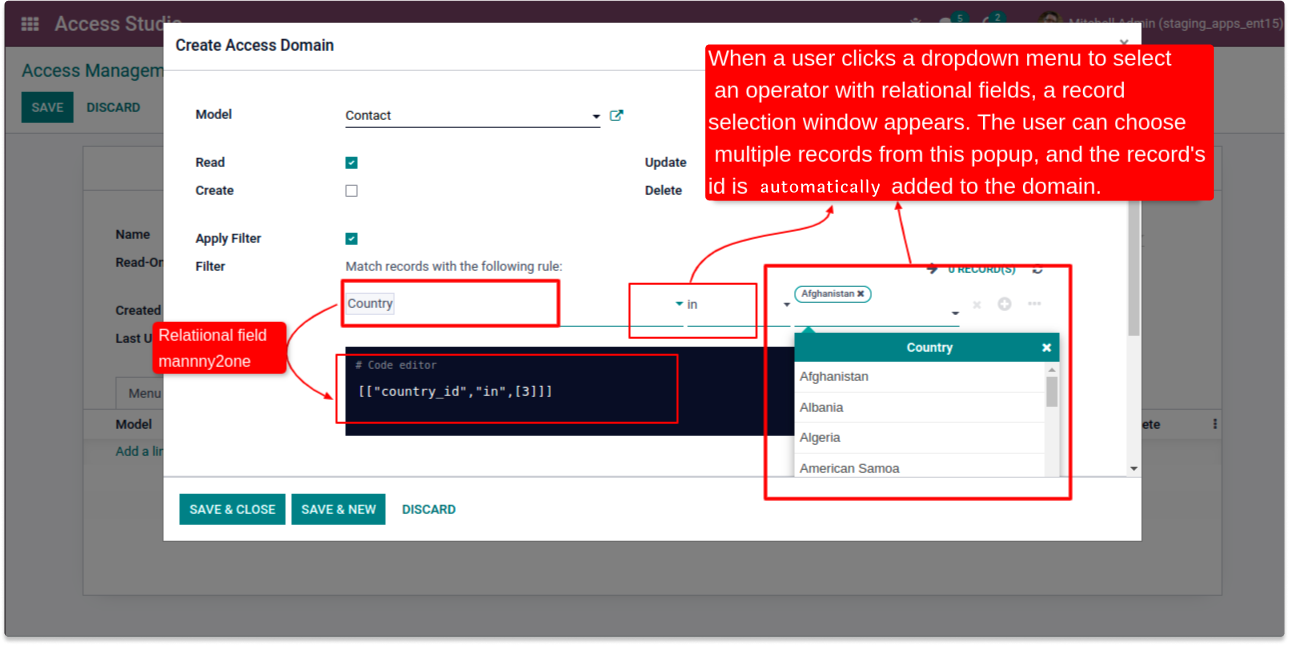 Access Studio
5
2
Mitchell Admin (staging_apps_ent15)
Access Managem
SAVE
DISCARD
Create Access Domain
When a user clicks a dropdown menu to select
an operator with relational fields, a record
selection window appears. The user can choose
multiple records from this popup, and the record's
id is automatically added to the domain.
Model
Contact
Read
Update
Create
Delete
Apply Filter
Filter
Match records with the following rule:
0 RECORD(S)
Name
Read-On
Created
Last U
Relatiional field
mannny2one
Country
in
Afghanistan
# Code editor
[["country_id","in",[3]]]
Country
Afghanistan
Albania
Algeria
American Samoa
Menu
Model
ete
Add a lin
SAVE & CLOSE
SAVE & NEW
DISCARD